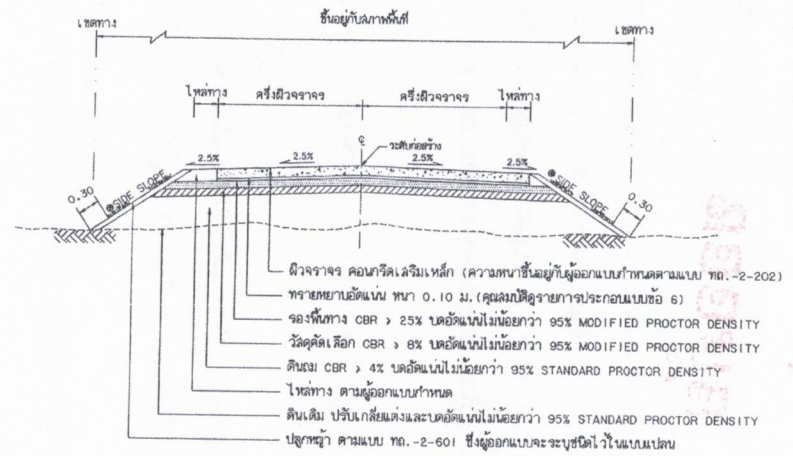 ขึ้นอยู่กับสภาพพื้นที่
เขตทาง
เขตทาง
ไหล่ทาง
ครึ่งผิวจราจร
ครึ่งผิวจราจร
ไหล่ทาง
℄
ระดับก่อสร้าง
2.5%
2.5%
2.5%
2.5%
0.30
SIDE SLOPE
SIDE SLOPE
0.30
ผิวจราจร คอนกรีตเสริมเหล็ก (ความหนาขึ้นอยู่กับผู้ออกแบบกำหนดตามแบบ ทถ.-2-202)
ทรายหยาบอัดแน่น หนา 0.10 ม.(คุณสมบัติดูรายการประกอบแบบข้อ 6)
รองพื้นทาง CBR > 25% บดอัดแน่นไม่น้อยกว่า 95% MODIFIED PROCTOR DENSITY
วัสดุคัดเลือก CBR > 8% บดอัดแน่นไม่น้อยกว่า 95% MODIFIED PROCTOR DENSITY
ดินถม CBR > 4% บดอัดแน่นไม่น้อยกว่า 95% STANDARD PROCTOR DENSITY
ไหล่ทาง ตามผู้ออกแบบกำหนด
ดินเดิม ปรับเกลี่ยแต่งและบดอัดแน่นไม่น้อยกว่า 95% STANDARD PROCTOR DENSITY
ปลูกหญ้า ตามแบบ ทถ.-2-601 ซึ่งผู้ออกแบบจะระบุชนิดไว้ในแบบแปลน